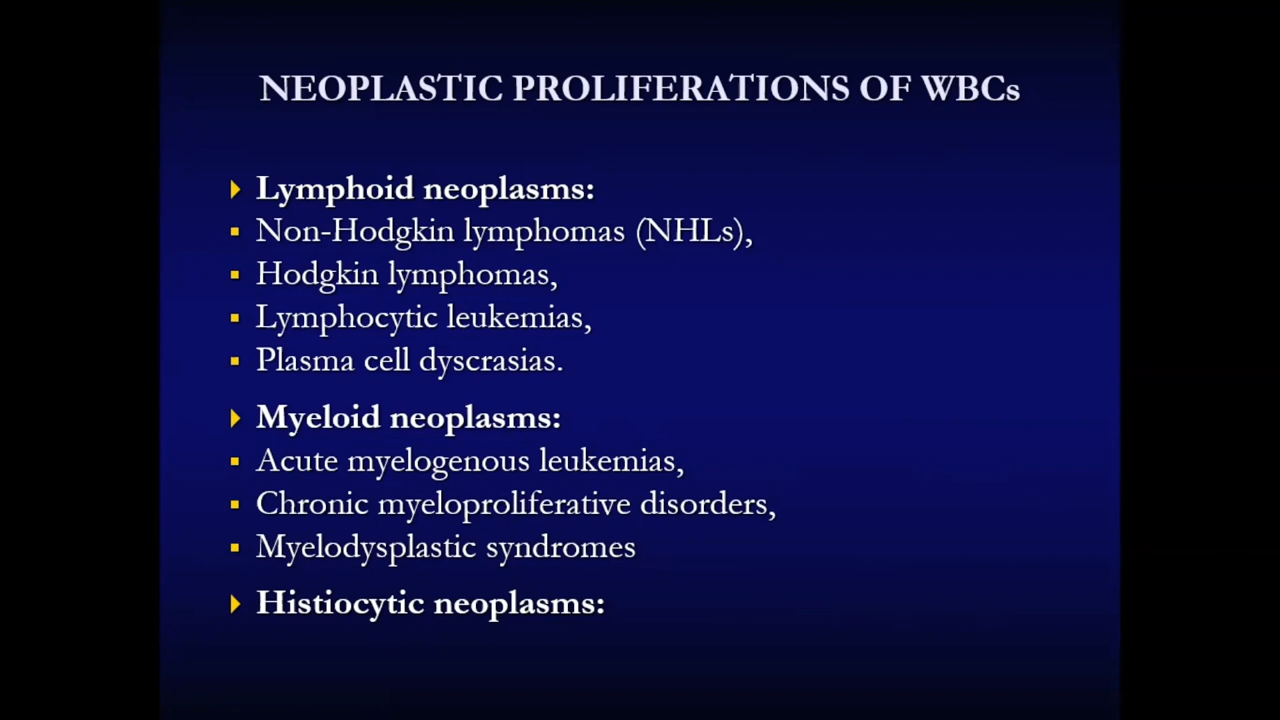 NEOPLASTIC PROLIFERATIONS OF WBCs
Lymphoid neoplasms:
Non-Hodgkin lymphomas (NHLs),
Hodgkin lymphomas,
Lymphocytic leukemias,
Plasma cell dyscrasias.
Myeloid neoplasms:
Acute myelogenous leukemias,
Chronic myeloproliferative disorders,
Myelodysplastic syndromes
Histiocytic neoplasms: